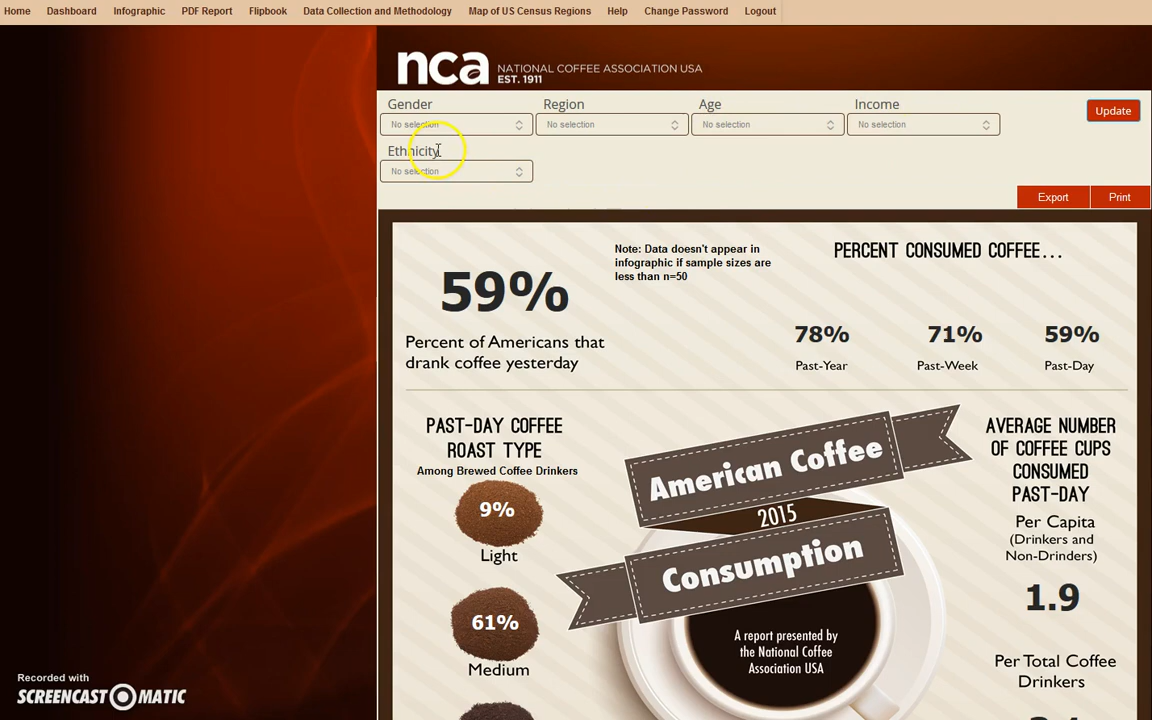 Home Dashboard Infographic PDF Report Flipbook Data Collection and Methodology Map of US Census Regions Help Change Password Logout
nca NATIONAL COFFEE ASSOCIATION USA
EST. 1911
Gender Region Age Income
Update
No selection No selection No selection No selection
Ethnicity
No selection
Export Print
Note: Data doesn't appear in
infographic if sample sizes are
less than n=50
59%
Percent of Americans that
drank coffee yesterday
PERCENT CONSUMED COFFEE...
78% 71% 59%
Past-Year Past-Week Past-Day
PAST-DAY COFFEE
ROAST TYPE
Among Brewed Coffee Drinkers
9%
Light
61%
Medium
American Coffee
2015
Consumption
A report presented by
the National Coffee
Association USA
AVERAGE NUMBER
OF COFFEE CUPS
CONSUMED
PAST-DAY
Per Capita
(Drinkers and
Non-Drinders)
1.9
Per Total Coffee
Drinkers
Recorded with
SCREENCAST MATIC